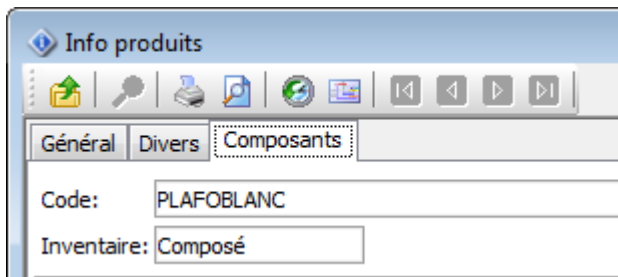 Info produits
Général Divers Composants
Code: PLAFOBLANC
Inventaire: Composé